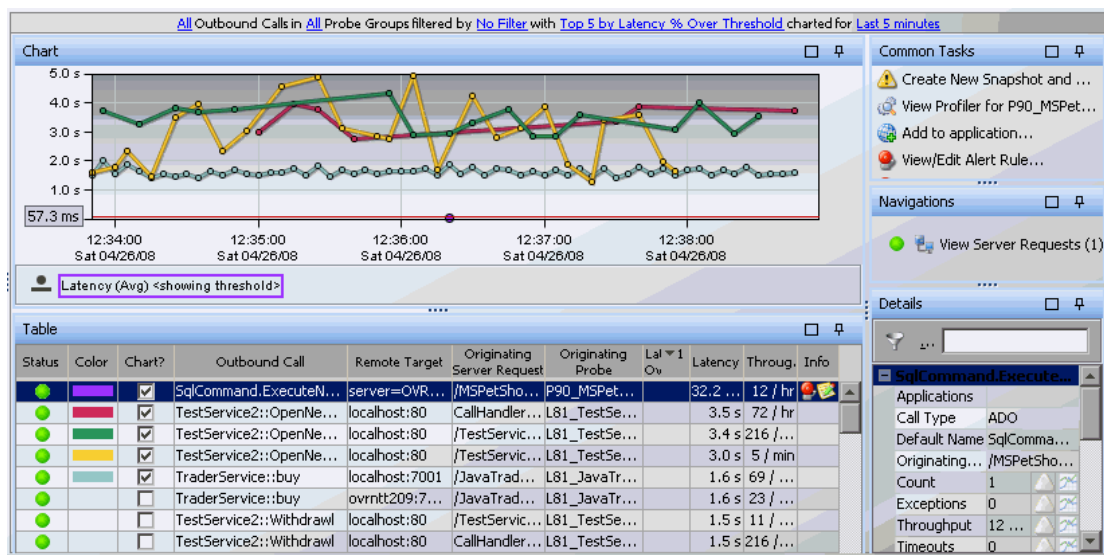 All Outbound Calls in All Probe Groups filtered by No Filter with Top 5 by Latency % Over Threshold charted for Last 5 minutes
Chart
5.0 s
4.0 s
3.0 s
2.0 s
1.0 s
57.3 ms
12:34:00 12:35:00 12:36:00 12:37:00 12:38:00
Sat 04/26/08 Sat 04/26/08 Sat 04/26/08 Sat 04/26/08 Sat 04/26/08
Latency (Avg) <showing threshold>
Table
Status Color Chart? Outbound Call Remote Target Originating Server Request Originating Probe Lat 1 Ov Latency Throug. Info
SqlCommand.ExecuteN... server=OVR... /MSPetSho... P90_MSPet... 32.2 ... 12 / hr
TestService2::OpenNe... localhost:80 CallHandler... L81_TestSe... 3.5 s 72 / hr
TestService2::OpenNe... localhost:80 /TestServic... L81_TestSe... 3.4 s 216 /...
TestService2::OpenNe... localhost:80 /TestServic... L81_TestSe... 3.0 s 5 / min
TraderService::buy localhost:7001 /JavaTrad... L81_JavaTr... 1.6 s 69 / ...
TraderService::buy ovrntt209:7... /JavaTrad... L81_JavaTr... 1.6 s 23 / ...
TestService2::Withdrawl localhost:80 /TestServic... L81_TestSe... 1.5 s 11 / ...
TestService2::Withdrawl localhost:80 CallHandler... L81_TestSe... 1.5 s 216 /...
Common Tasks
Create New Snapshot and ...
View Profiler for P90_MSPet...
Add to application...
View/Edit Alert Rule...
Navigations
View Server Requests (1)
Details
...
SqlCommand.Execute...
Applications
Call Type ADO
Default Name SqlComma...
Originating... /MSPetSho...
Count 1
Exceptions 0
Throughput 12 ...
Timeouts 0